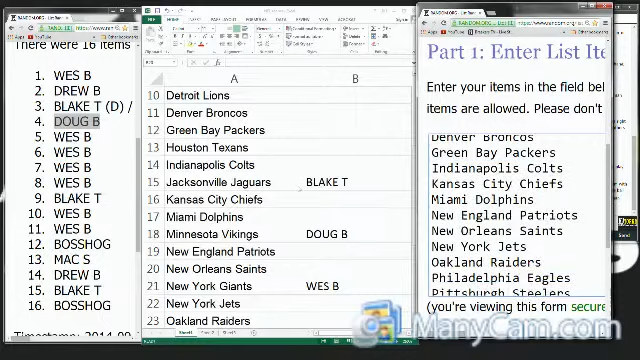 There were 16 items
1. WES B
2. DREW B
3. BLAKE T (D) /
4. DOUG B
5. WES B
6. WES B
7. WES B
8. WES B
9. BLAKE T
10. WES B
11. WES B
12. BOSSHOG
13. MAC S
14. DREW B
15. BLAKE T
16. BOSSHOG
Timestamp: 2014-09
A B
10 Detroit Lions
11 Denver Broncos
12 Green Bay Packers
13 Houston Texans
14 Indianapolis Colts
15 Jacksonville Jaguars BLAKE T
16 Kansas City Chiefs
17 Miami Dolphins
18 Minnesota Vikings DOUG B
19 New England Patriots
20 New Orleans Saints
21 New York Giants WES B
22 New York Jets
23 Oakland Raiders
Part 1: Enter List Ite
Enter your items in the field bel
items are allowed. Please don't
Denver Broncos
Green Bay Packers
Indianapolis Colts
Kansas City Chiefs
Miami Dolphins
New England Patriots
New Orleans Saints
New York Jets
Oakland Raiders
Philadelphia Eagles
Pittsburgh Steelers
(you're viewing this form secure
ManyCam.com